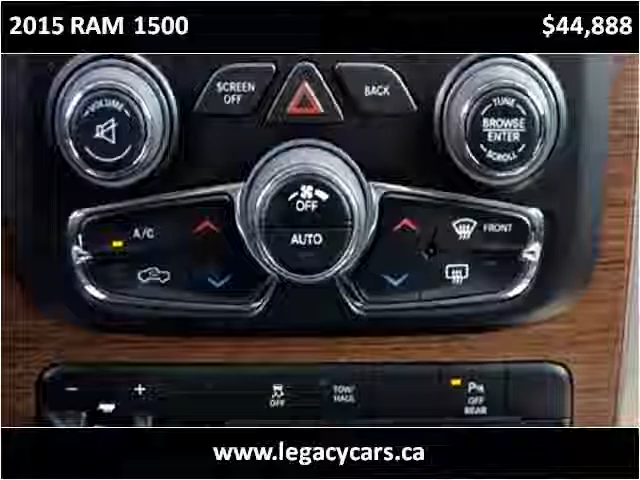 2015 RAM 1500 $44,888
VOLUME
SCREEN
OFF
BACK
TUNE
BROWSE
ENTER
SCROLL
OFF
AUTO
A/C
FRONT
- +
OFF
TOW/
HAUL
P
OFF
REAR
www.legacycars.ca